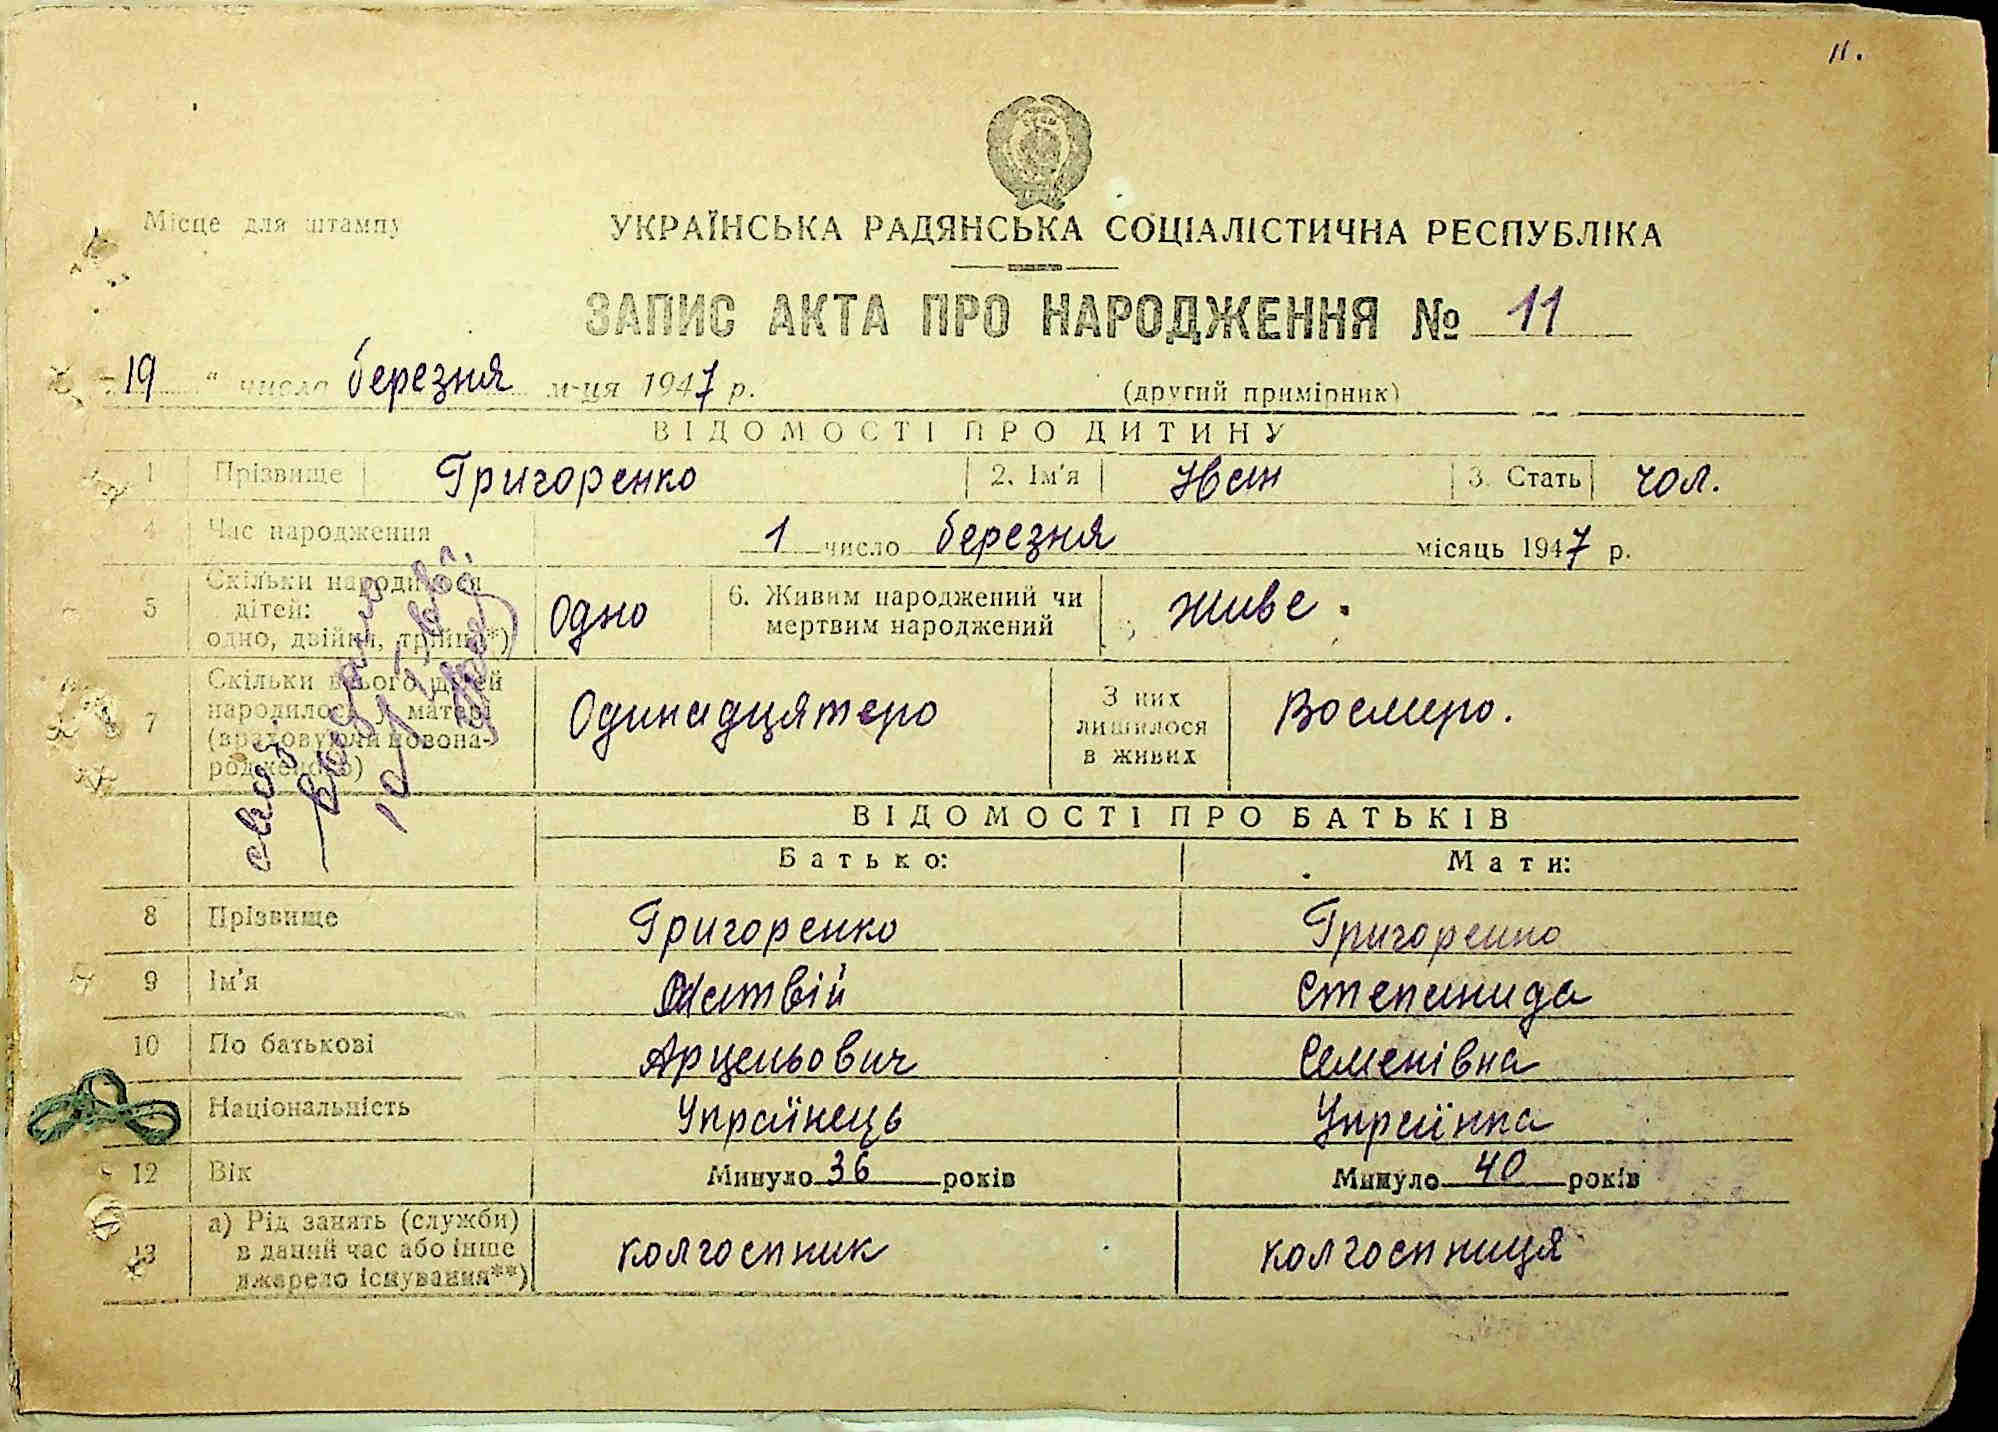 11.
Місце для штампу
УКРАЇНСЬКА РАДЯНСЬКА СОЦІАЛІСТИЧНА РЕСПУБЛІКА
ЗАПИС АКТА ПРО НАРОДЖЕННЯ № 11
19 " число березня м-ця 1947 р. (другий примірник)
ВІДОМОСТІ ПРО ДИТИНУ
1 Прізвище Григоренко 2. Ім'я Іван 3. Стать чол.
4 Час народження 1 число березня місяць 1947 р.
5 Скільки народилося дітей: одно, двійня, трійня*) Одно 6. Живим народжений чи мертвим народжений живе.
7 Скільки всього дітей народилося у матері (враховуючи новонародженого) Одинадцятеро З них лишилося в живих Восмиро.
ВІДОМОСТІ ПРО БАТЬКІВ
Батько: Мати:
8 Прізвище Григоренко Григоренко
9 Ім'я Матвій Степанида
10 По батькові Семенівна
Національність Українець Українка
12 Вік Минуло 36 років Минуло 40 років
13 а) Рід занять (служби) в даний час або інше джерело існування**) колгоспник колгоспниця